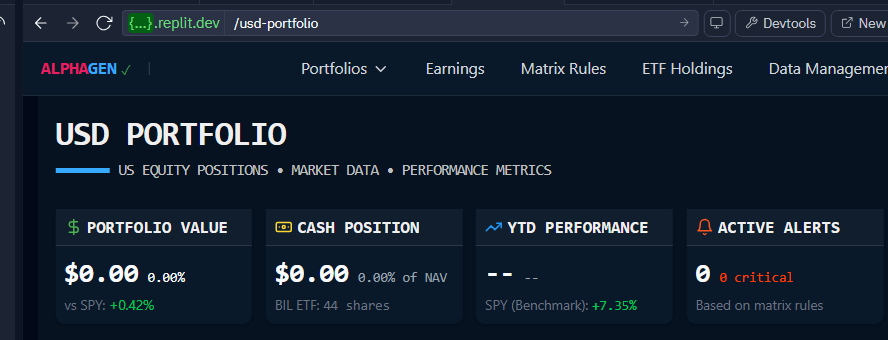 {...}.replit.dev /usd-portfolio Devtools New
ALPHAGEN ✓ | Portfolios Earnings Matrix Rules ETF Holdings Data Managemen
USD PORTFOLIO
US EQUITY POSITIONS • MARKET DATA • PERFORMANCE METRICS
PORTFOLIO VALUE
$0.00 0.00%
vs SPY: +0.42%
CASH POSITION
$0.00 0.00% of NAV
BIL ETF: 44 shares
YTD PERFORMANCE
-- --
SPY (Benchmark): +7.35%
ACTIVE ALERTS
0 0 critical
Based on matrix rules